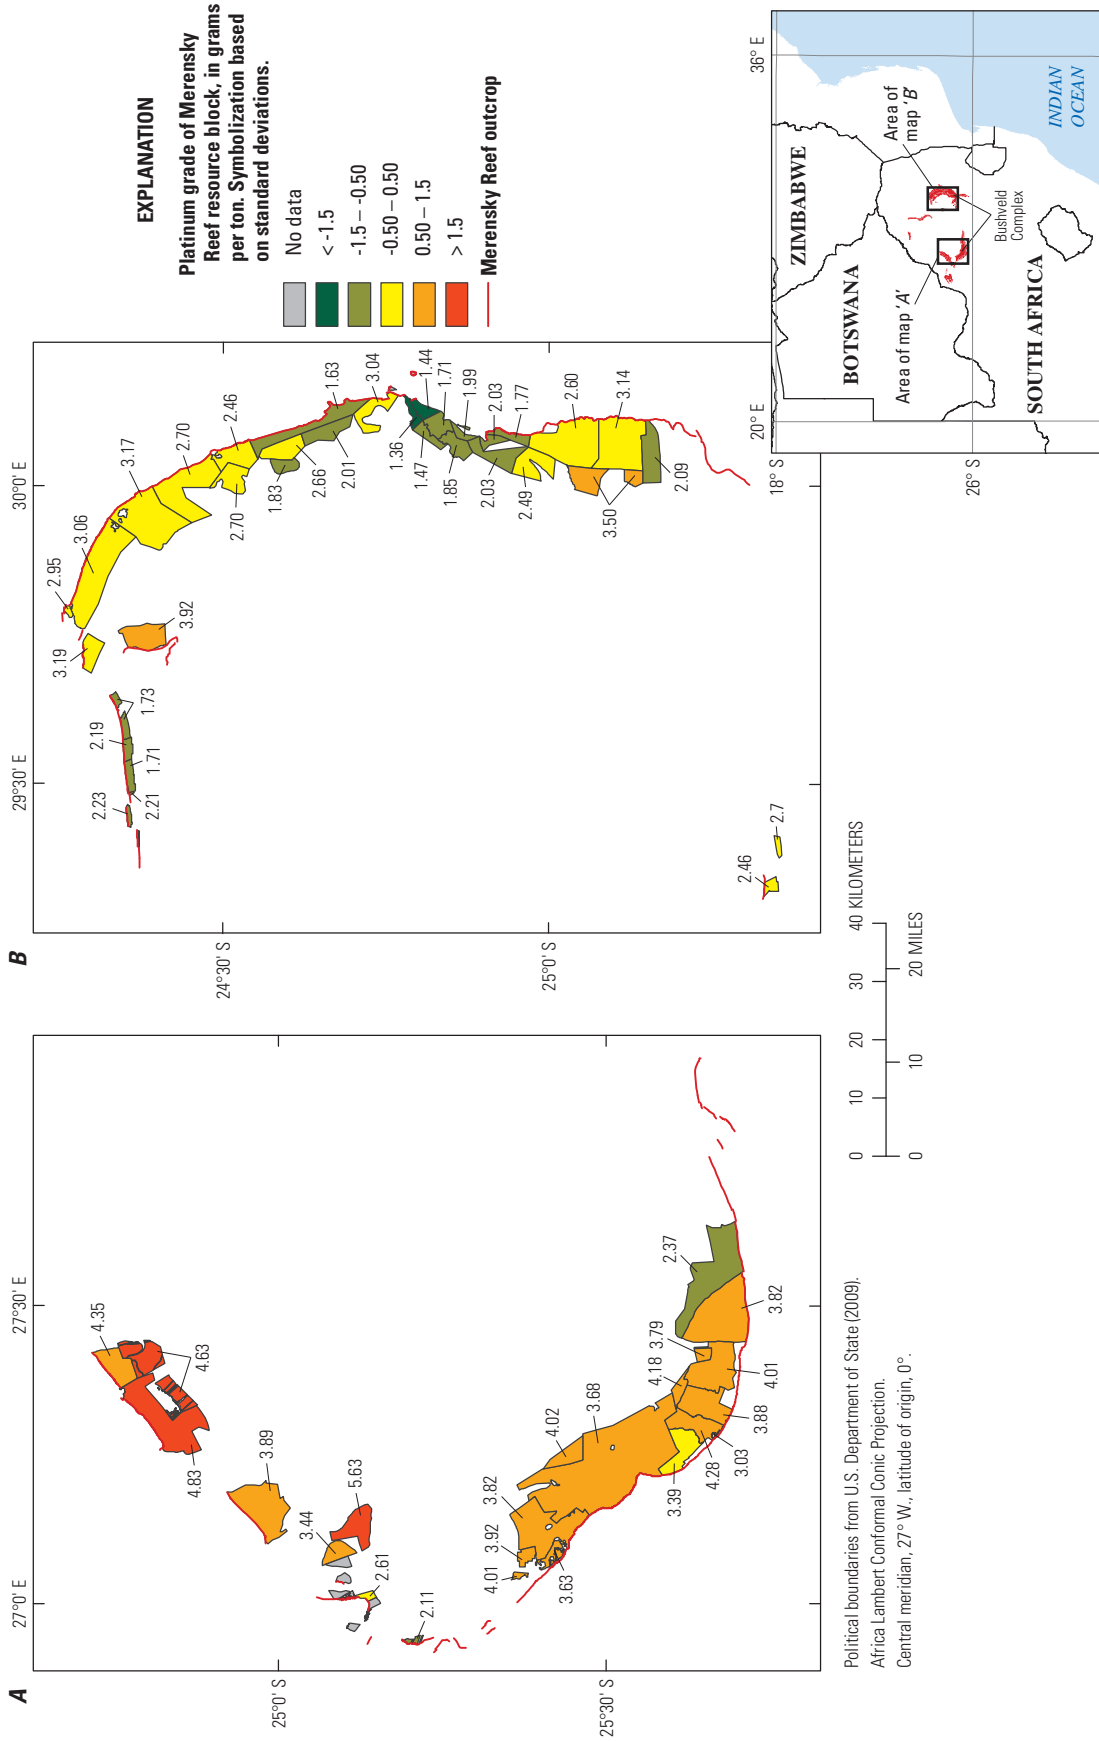 A
27°0' E
27°30' E
25°0' S
25°30' S
4.35
4.63
4.83
3.89
5.63
3.44
2.61
2.11
4.02
3.68
3.82
3.92
4.01
3.63
4.18
3.79
2.37
3.82
4.01
3.88
3.03
4.28
3.39
B
29°30' E
30°0' E
24°30' S
25°0' S
2.95
3.06
3.17
2.70
2.46
1.63
3.04
1.44
1.71
1.99
2.03
1.77
2.60
3.14
3.19
3.92
1.73
2.19
1.71
2.21
2.23
2.70
1.83
2.66
2.01
1.36
1.47
1.85
2.03
2.49
3.50
2.09
2.46
2.7
EXPLANATION
Platinum grade of Merensky
Reef resource block, in grams
per ton. Symbolization based
on standard deviations.
No data
< -1.5
-1.5 – -0.50
-0.50 – 0.50
0.50 – 1.5
> 1.5
Merensky Reef outcrop
20° E
36° E
18° S
26° S
ZIMBABWE
BOTSWANA
SOUTH AFRICA
INDIAN
OCEAN
Area of map 'A'
Area of
map 'B'
Bushveld
Complex
0 10 20 30 40 KILOMETERS
0 10 20 MILES
Political boundaries from U.S. Department of State (2009).
Africa Lambert Conformal Conic Projection.
Central meridian, 27° W., latitude of origin, 0°.